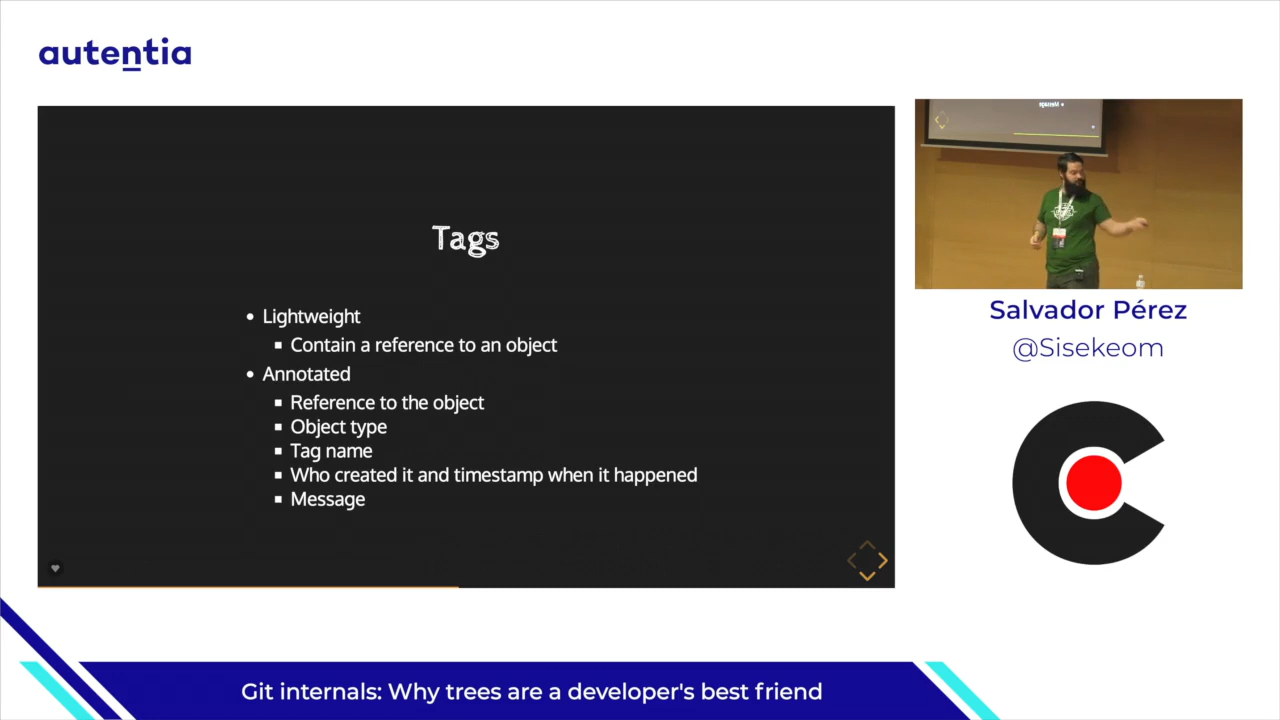 autentia
Tags
Lightweight
Contain a reference to an object
Annotated
Reference to the object
Object type
Tag name
Who created it and timestamp when it happened
Message
Salvador Pérez
@Sisekeom
Git internals: Why trees are a developer's best friend